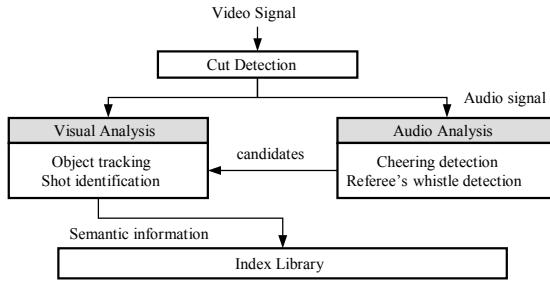 Video Signal
Cut Detection
Audio signal
Visual Analysis
Object tracking
Shot identification
candidates
Audio Analysis
Cheering detection
Referee's whistle detection
Semantic information
Index Library